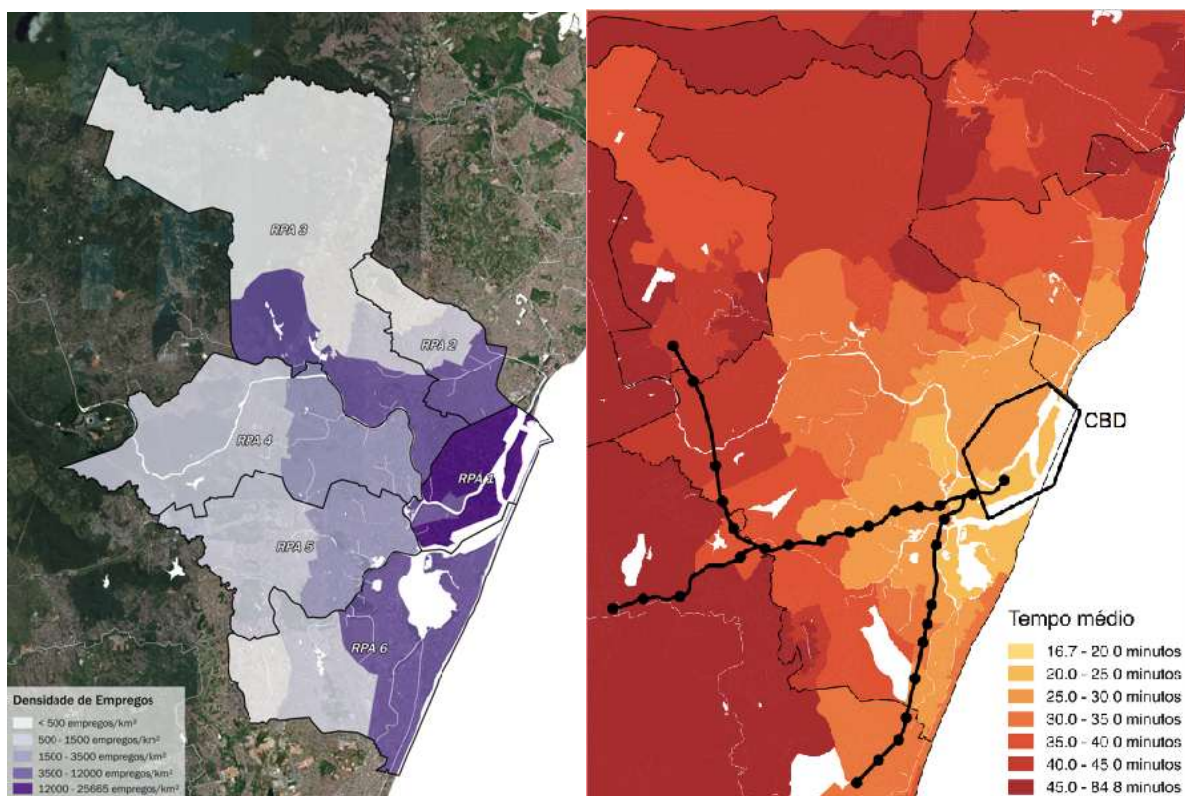 RPA 3
RPA 2
RPA 4
RPA 1
RPA 5
RPA 6
Densidade de Empregos
< 500 empregos/km²
500 - 1500 empregos/km²
1500 - 3500 empregos/km²
3500 - 12000 empregos/km²
12000 - 25665 empregos/km²
CBD
Tempo médio
16.7 - 20 0 minutos
20.0 - 25 0 minutos
25.0 - 30 0 minutos
30.0 - 35 0 minutos
35.0 - 40 0 minutos
40.0 - 45 0 minutos
45.0 - 84 8 minutos